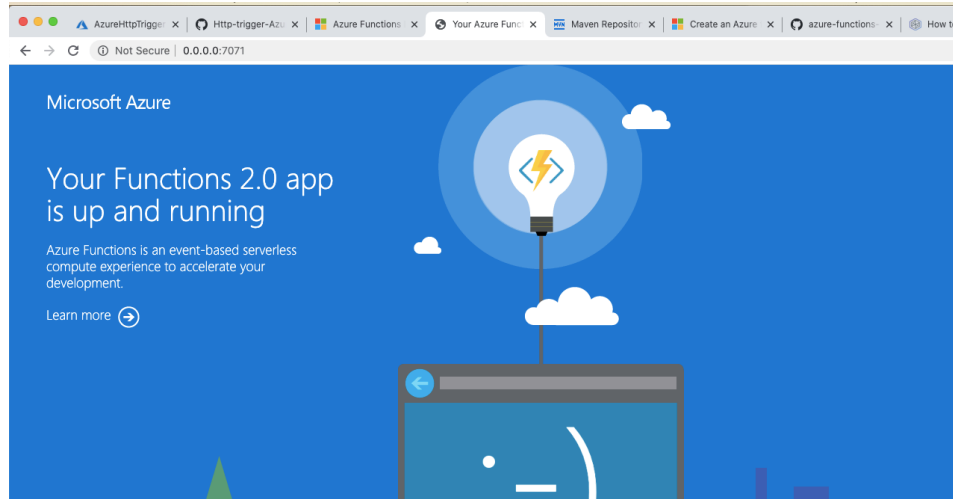 AzureHttpTrigger
Http-trigger-Azu
Azure Functions
Your Azure Func
Maven Repositor
Create an Azure
azure-functions-
How t
Not Secure | 0.0.0.0:7071
Microsoft Azure
Your Functions 2.0 app
is up and running
Azure Functions is an event-based serverless
compute experience to accelerate your
development.
Learn more